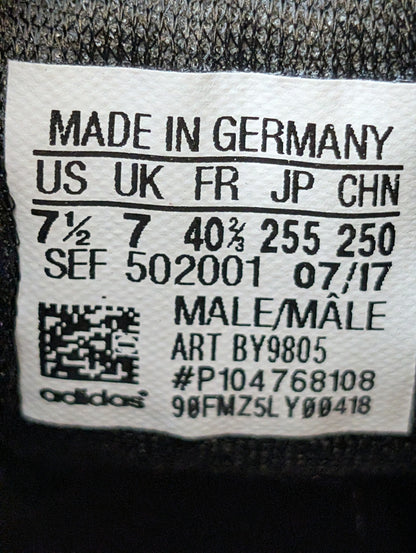 MADE IN GERMANY
US UK FR JP CHN
7½ 7 40⅔ 255 250
SEF 502001 07/17
MALE/MÂLE
ART BY9805
#P104768108
90FMZ5LY00418
adidas